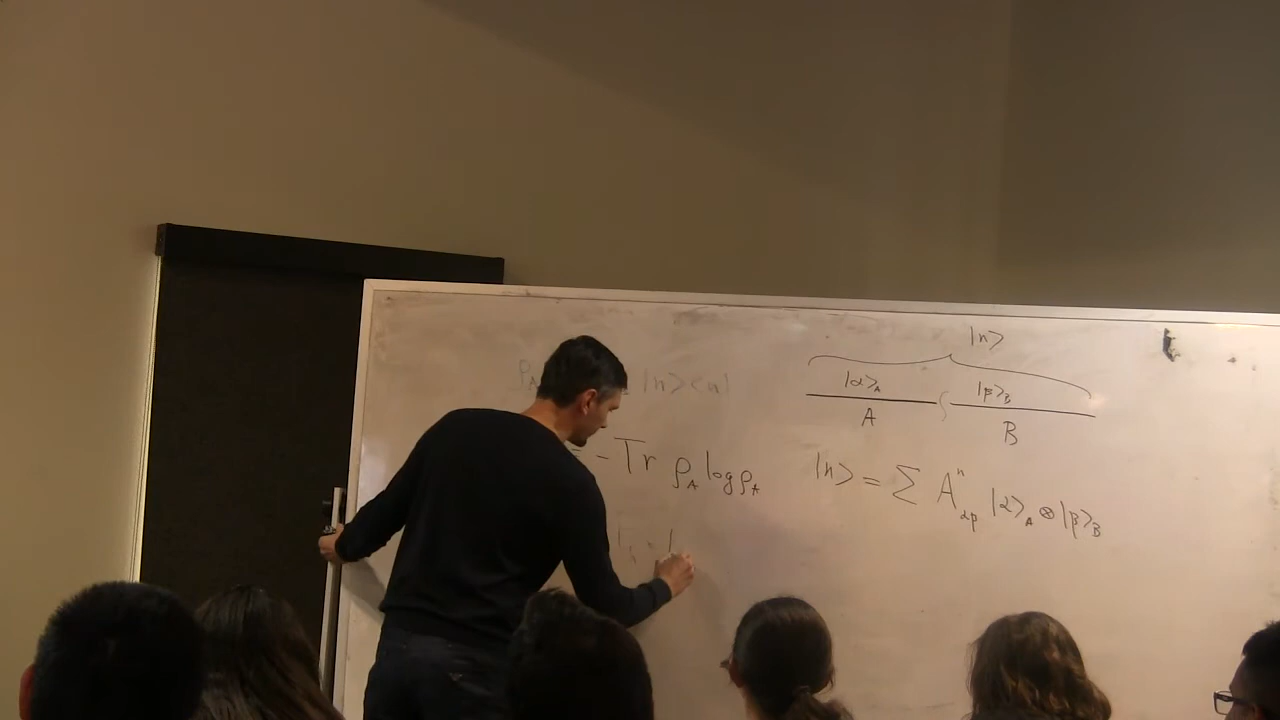 ρ_A |n><n|
= - Tr ρ_A log ρ_A
|n>
|α>_A |β>_B
A B
|n> = Σ A^n_{αβ} |α>_A ⊗ |β>_B